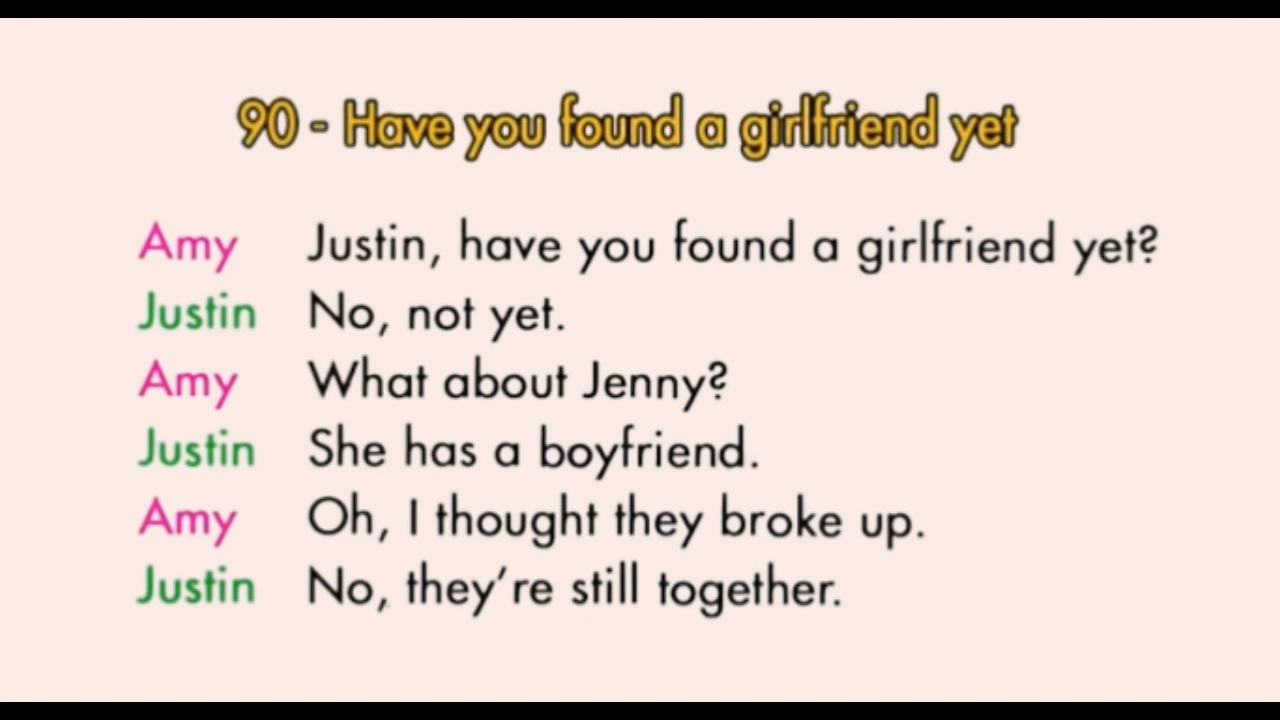 90 - Have you found a girlfriend yet
Amy Justin, have you found a girlfriend yet?
Justin No, not yet.
Amy What about Jenny?
Justin She has a boyfriend.
Amy Oh, I thought they broke up.
Justin No, they're still together.